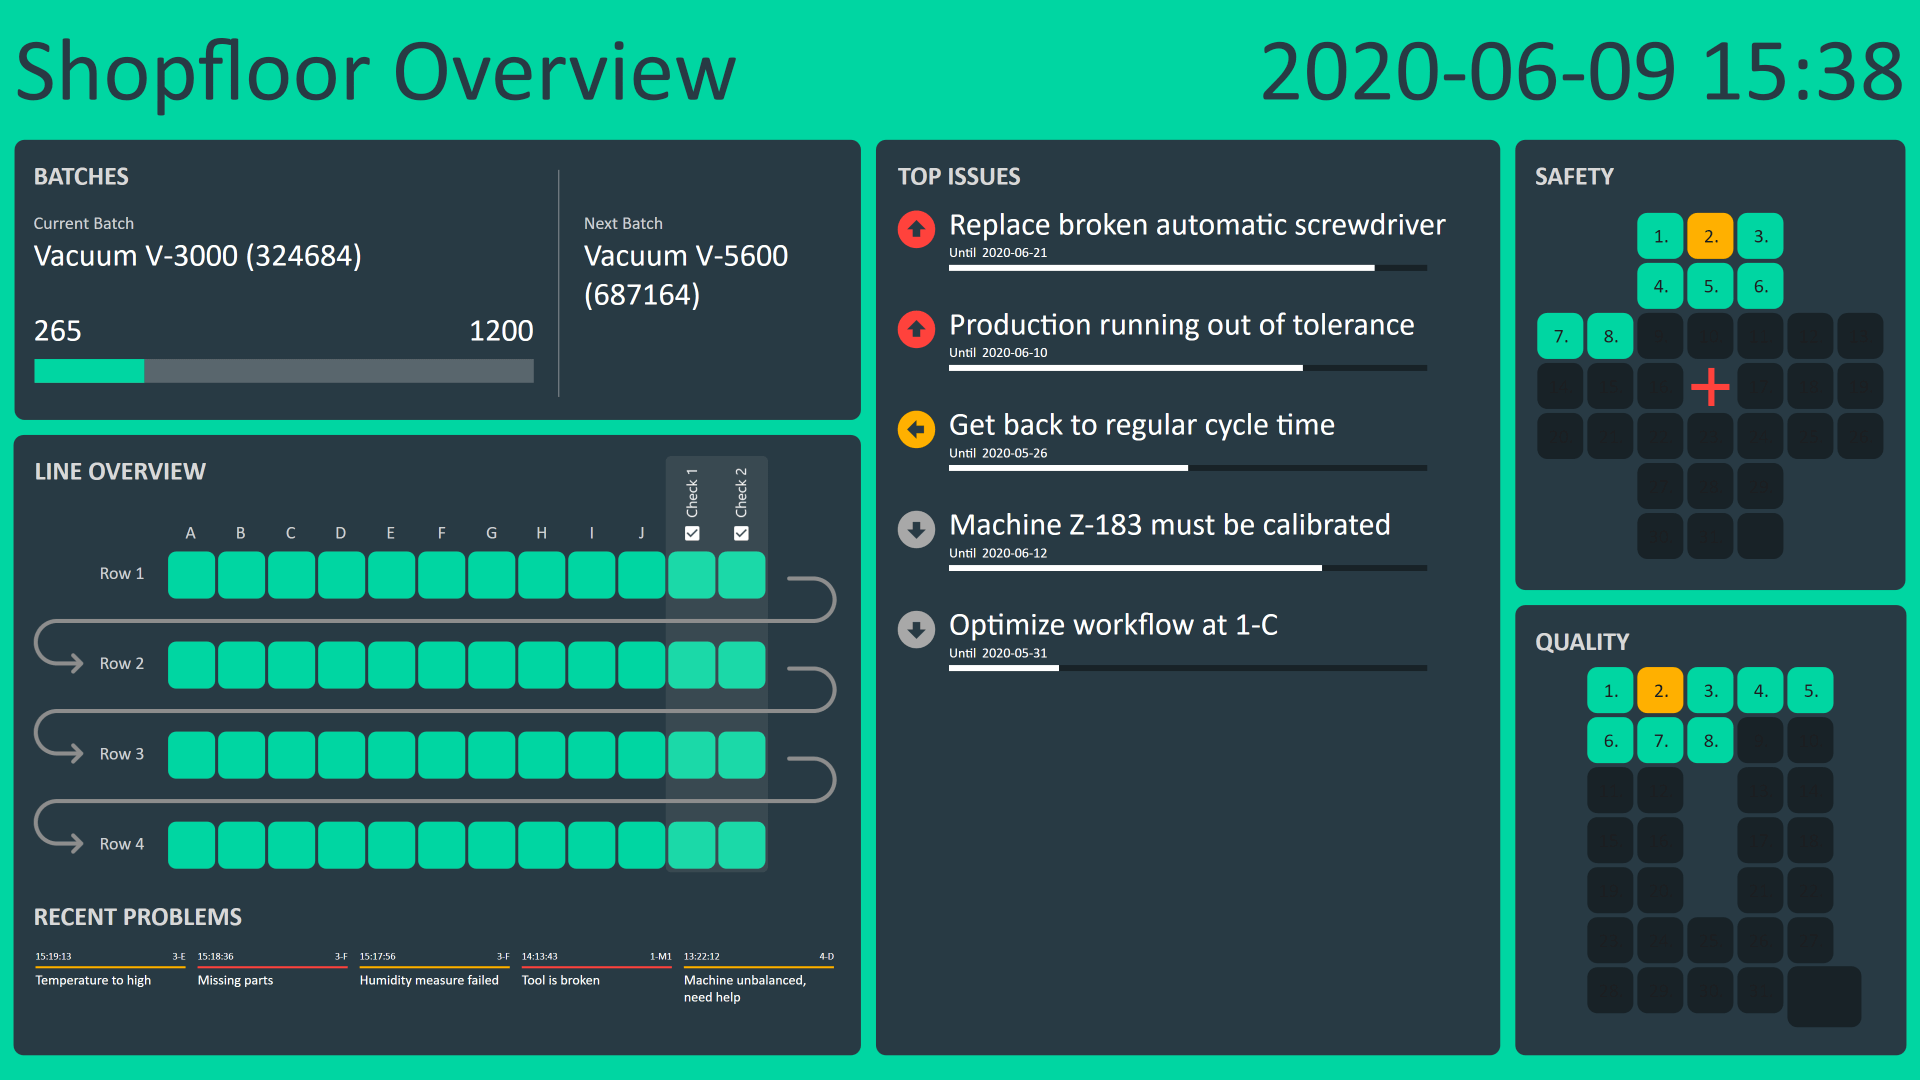 Shopfloor Overview
2020-06-09 15:38
BATCHES
Current Batch
Vacuum V-3000 (324684)
265
1200
Next Batch
Vacuum V-5600
(687164)
LINE OVERVIEW
Check 1
Check 2
A B C D E F G H I J
Row 1
Row 2
Row 3
Row 4
RECENT PROBLEMS
15:19:13 3-E
Temperature to high
15:18:36 3-F
Missing parts
15:17:56 3-F
Humidity measure failed
14:13:43 1-M1
Tool is broken
13:22:12 4-D
Machine unbalanced,
need help
TOP ISSUES
Replace broken automatic screwdriver
Until 2020-06-21
Production running out of tolerance
Until 2020-06-10
Get back to regular cycle time
Until 2020-05-26
Machine Z-183 must be calibrated
Until 2020-06-12
Optimize workflow at 1-C
Until 2020-05-31
SAFETY
1. 2. 3.
4. 5. 6.
7. 8.
QUALITY
1. 2. 3. 4. 5.
6. 7. 8.